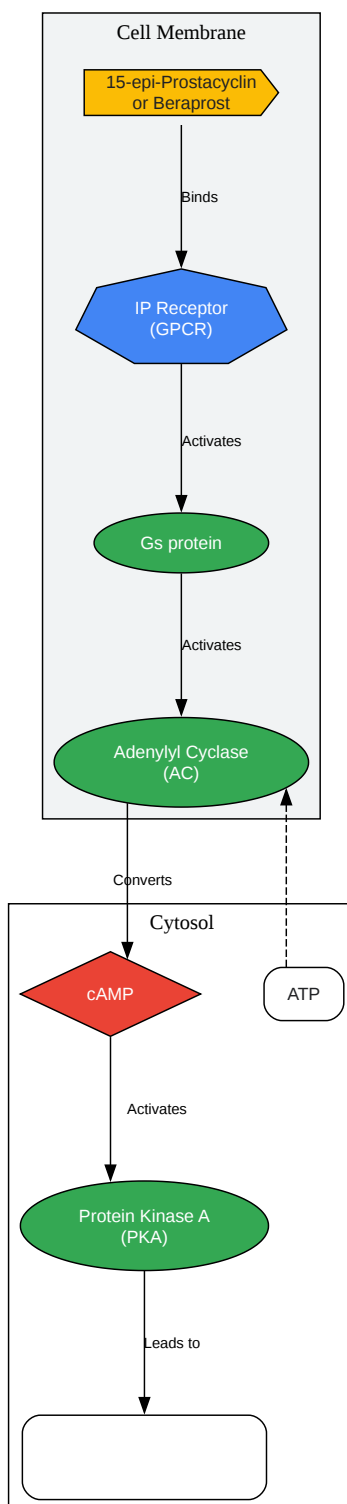 Cell Membrane
15-epi-Prostacyclin
or Beraprost
Binds
IP Receptor
(GPCR)
Activates
Gs protein
Activates
Adenylyl Cyclase
(AC)
Converts
Cytosol
cAMP
ATP
Activates
Protein Kinase A
(PKA)
Leads to